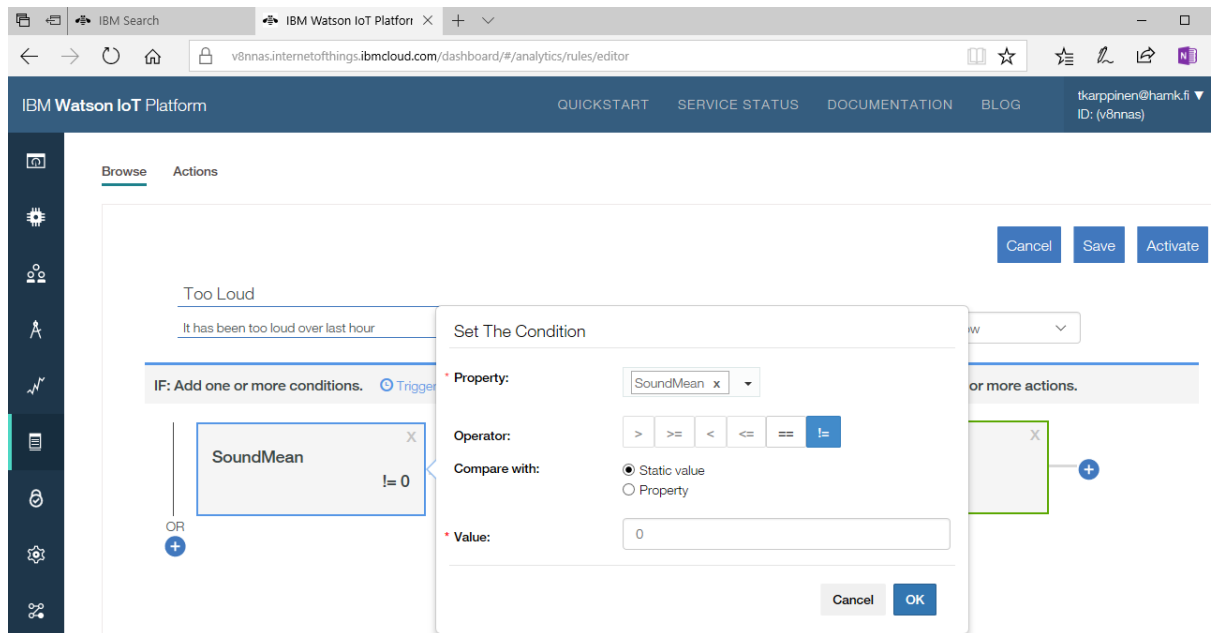 IBM Search
IBM Watson IoT Platforr
v8nnas.internetofthings.ibmcloud.com/dashboard/#/analytics/rules/editor
IBM Watson IoT Platform
QUICKSTART
SERVICE STATUS
DOCUMENTATION
BLOG
tkarppinen@hamk.fi ▼
ID: (v8nnas)
Browse
Actions
Cancel
Save
Activate
Too Loud
It has been too loud over last hour
ow
IF: Add one or more conditions.
Trigger
or more actions.
SoundMean
X
!= 0
OR
Set The Condition
* Property:
SoundMean x
Operator:
> >= < <= == !=
Compare with:
Static value
Property
* Value:
0
Cancel
OK
X